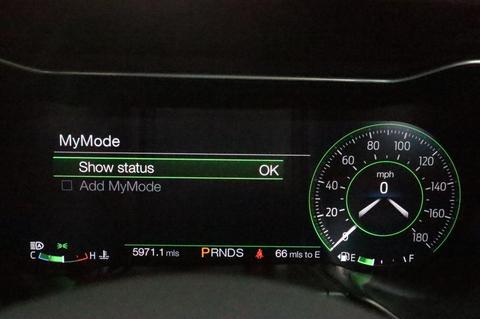 MyMode
Show status OK
Add MyMode
0 20 40 60 80 100 120 140 160 180
mph
0
C H
5971.1 mls PRNDS 66 mls to E
E F